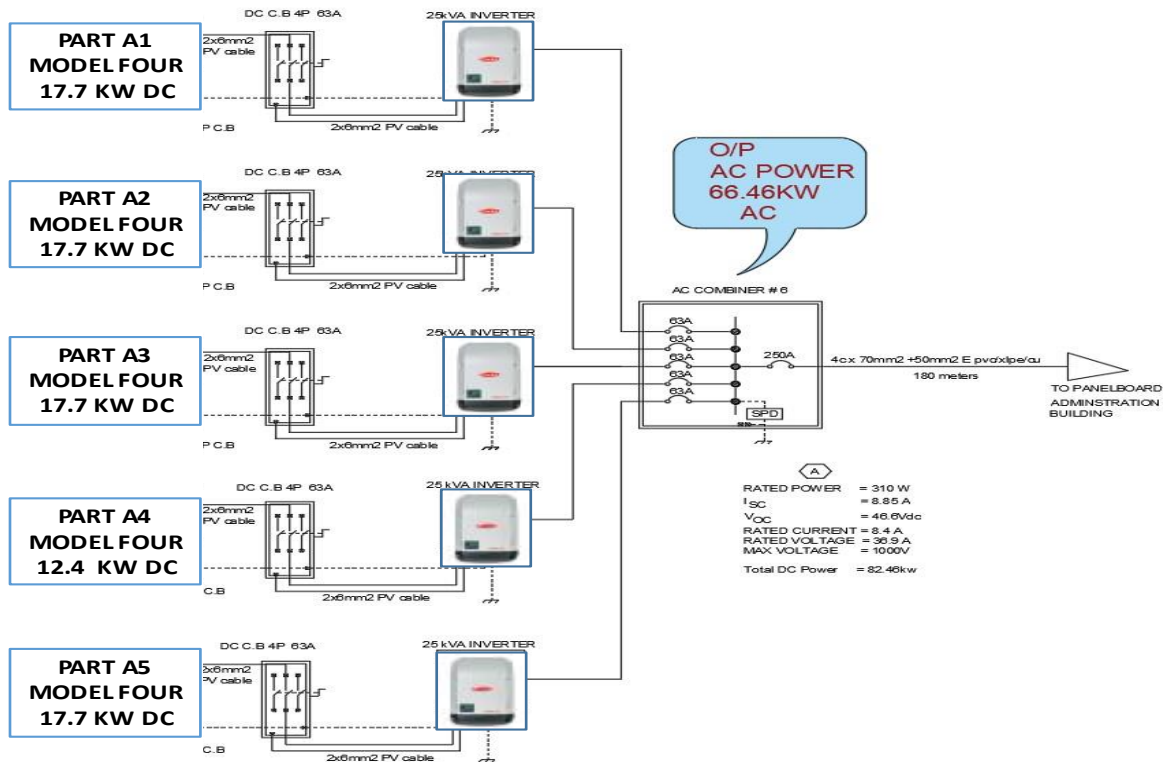 DC C.B 4P 63A
25kVA INVERTER
PART A1
MODEL FOUR
17.7 KW DC
2x6mm2
PV cable
P C.B
2x6mm2 PV cable
DC C.B 4P 63A
25kVA INVERTER
PART A2
MODEL FOUR
17.7 KW DC
2x6mm2
PV cable
P C.B
2x6mm2 PV cable
O/P
AC POWER
66.46KW
AC
DC C.B 4P 63A
25kVA INVERTER
PART A3
MODEL FOUR
17.7 KW DC
2x6mm2
PV cable
P C.B
2x6mm2 PV cable
AC COMBINER # 6
63A
63A
63A
63A
63A
250A
SPD
4c x 70mm2 +50mm2 E pvc/xlpe/cu
180 meters
TO PANELBOARD
ADMINSTRATION
BUILDING
DC C.B 4P 63A
25 kVA INVERTER
PART A4
MODEL FOUR
12.4 KW DC
2x6mm2
PV cable
C.B
2x6mm2 PV cable
A
RATED POWER = 310 W
ISC = 8.85 A
VOC = 46.6Vdc
RATED CURRENT = 8.4 A
RATED VOLTAGE = 36.9 A
MAX VOLTAGE = 1000V
Total DC Power = 82.46kw
DC C.B 4P 63A
25 kVA INVERTER
PART A5
MODEL FOUR
17.7 KW DC
2x6mm2
PV cable
C.B
2x6mm2 PV cable